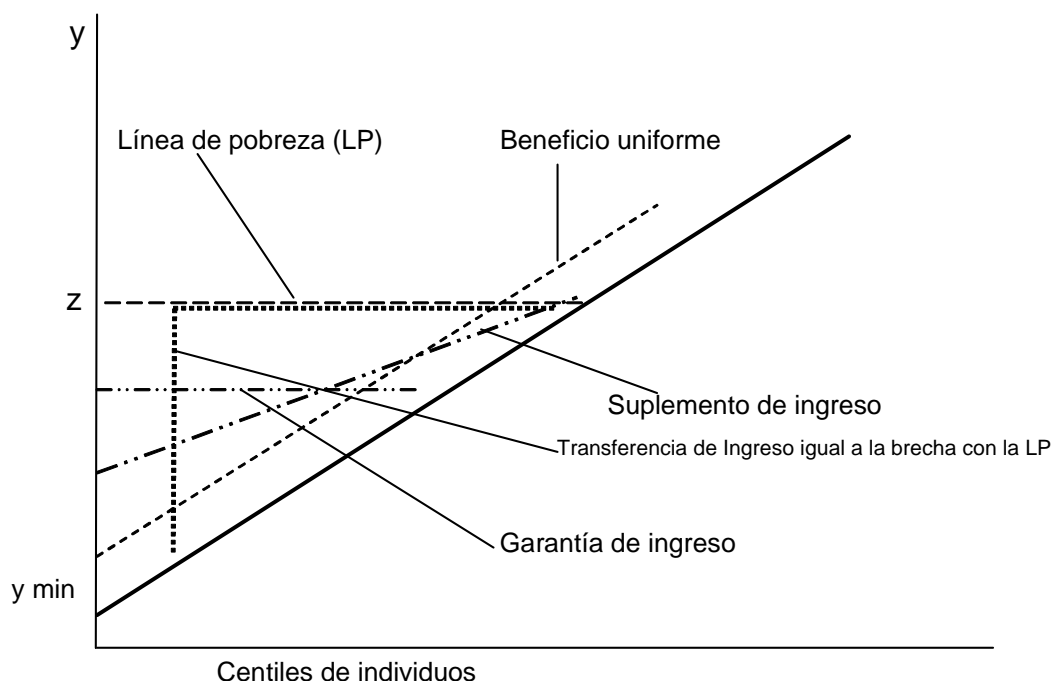 y
Línea de pobreza (LP)
Beneficio uniforme
z
Suplemento de ingreso
Transferencia de Ingreso igual a la brecha con la LP
Garantía de ingreso
y min
Centiles de individuos